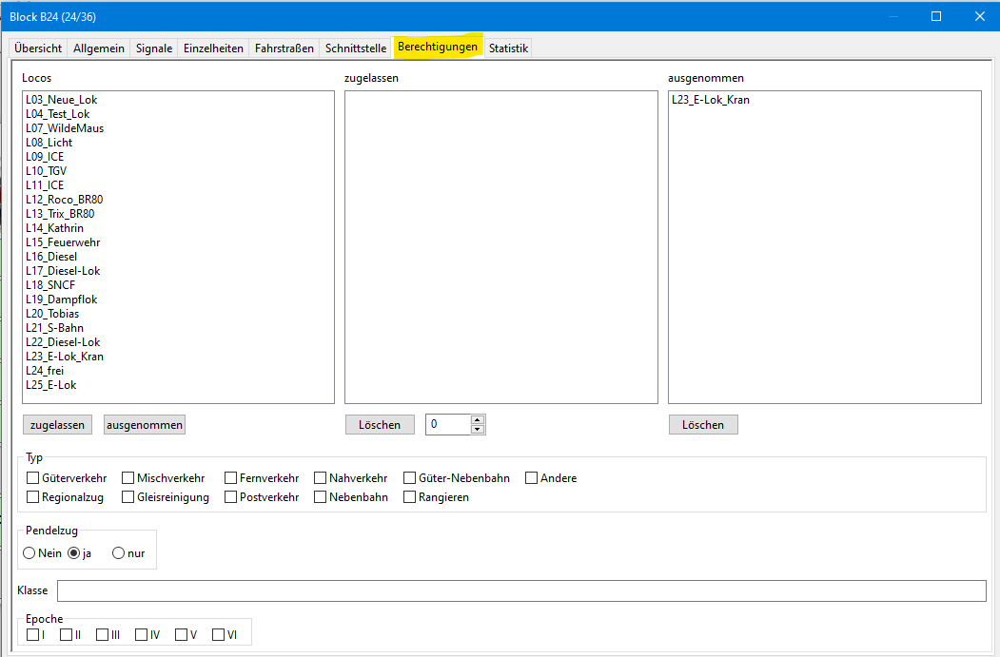 Block B24 (24/36)
Übersicht Allgemein Signale Einzelheiten Fahrstraßen Schnittstelle Berechtigungen Statistik
Locos zugelassen ausgenommen
L03_Neue_Lok L23_E-Lok_Kran
L04_Test_Lok
L07_WildeMaus
L08_Licht
L09_ICE
L10_TGV
L11_ICE
L12_Roco_BR80
L13_Trix_BR80
L14_Kathrin
L15_Feuerwehr
L16_Diesel
L17_Diesel-Lok
L18_SNCF
L19_Dampflok
L20_Tobias
L21_S-Bahn
L22_Diesel-Lok
L23_E-Lok_Kran
L24_frei
L25_E-Lok
zugelassen ausgenommen Löschen 0 Löschen
Typ
Güterverkehr Mischverkehr Fernverkehr Nahverkehr Güter-Nebenbahn Andere
Regionalzug Gleisreinigung Postverkehr Nebenbahn Rangieren
Pendelzug
Nein ja nur
Klasse
Epoche
I II III IV V VI